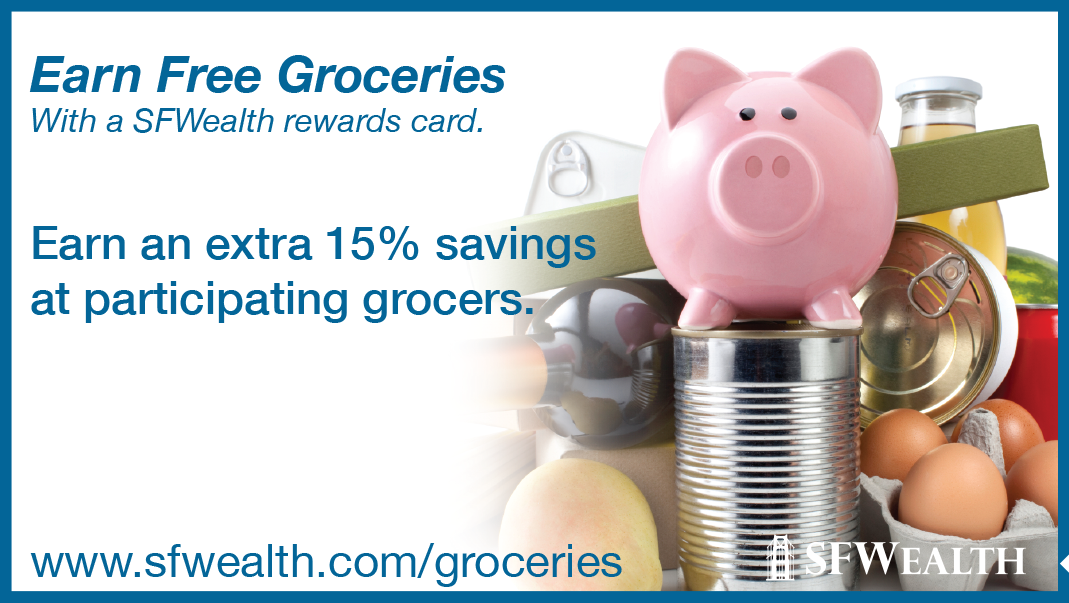 Earn Free Groceries
With a SFWealth rewards card.
Earn an extra 15% savings
at participating grocers.
www.sfwealth.com/groceries
SFWEALTH